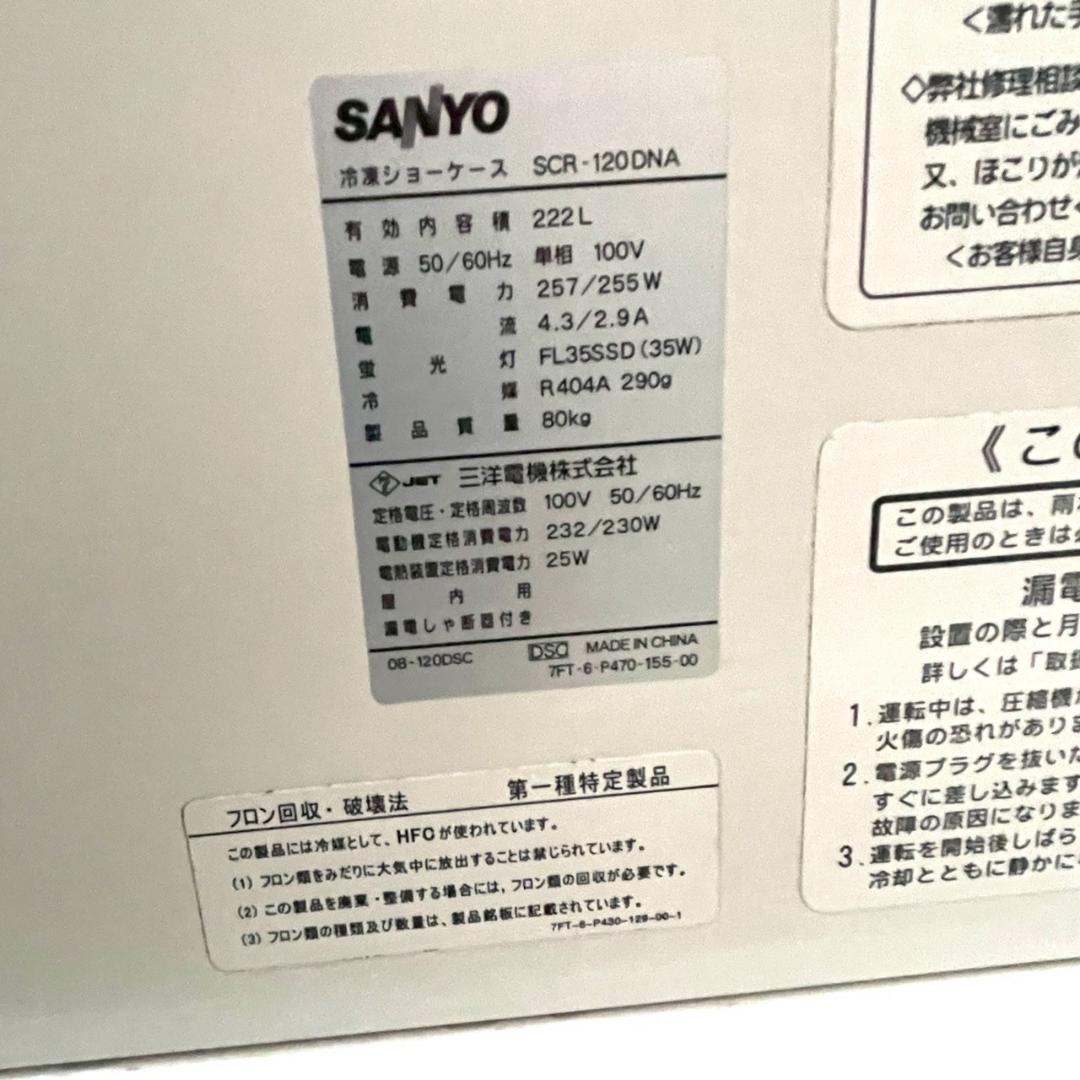 SANYO
冷凍ショーケース SCR-120DNA
有効内容積 222L
電源 50/60Hz 単相 100V
消費電力 257/255W
電流 4.3/2.9A
蛍光灯 FL35SSD(35W)
冷媒 R404A 290g
製品質量 80kg
JET 三洋電機株式会社
定格電圧・定格周波数 100V 50/60Hz
電動機定格消費電力 232/230W
電熱装置定格消費電力 25W
屋内用
漏電しゃ断器付き
08-120DSC DSC MADE IN CHINA
7FT-6-P470-155-00
フロン回収・破壊法 第一種特定製品
この製品には冷媒として、HFCが使われています。
(1) フロン類をみだりに大気中に放出することは禁じられています。
(2) この製品を廃棄・整備する場合には,フロン類の回収が必要です。
(3) フロン類の種類及び数量は、製品銘板に記載されています。
7FT-6-P430-129-00-1
<濡れた手
◇弊社修理相談
機械室にごみ
又、ほこりが
お問い合わせ
<お客様自身
《この
この製品は、雨
ご使用のときは
漏電
設置の際と月
詳しくは「取扱
1.運転中は、圧縮機
火傷の恐れがあり
2.電源プラグを抜いた
すぐに差し込みます
故障の原因になりま
3.運転を開始後しばら
冷却とともに静かに